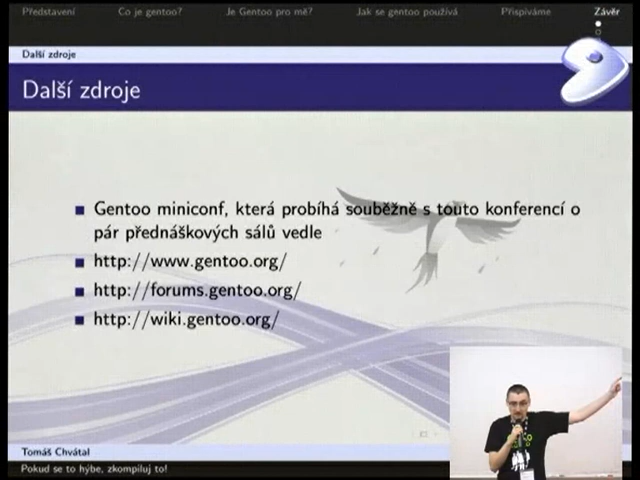 Představení Co je gentoo? Je Gentoo pro mě? Jak se gentoo používá Přispíváme Závěr
Další zdroje
Další zdroje
Gentoo miniconf, která probíhá souběžně s touto konferencí o
pár přednáškových sálů vedle
http://www.gentoo.org/
http://forums.gentoo.org/
http://wiki.gentoo.org/
Tomáš Chvátal
Pokud se to hýbe, zkompiluj to!